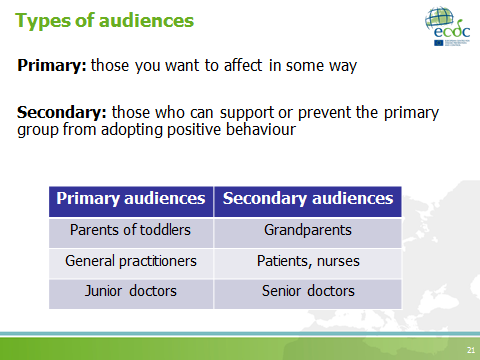 Types of audiences
ecdc
Primary: those you want to affect in some way
Secondary: those who can support or prevent the primary
group from adopting positive behaviour
Primary audiences Secondary audiences
Parents of toddlers Grandparents
General practitioners Patients, nurses
Junior doctors Senior doctors
21